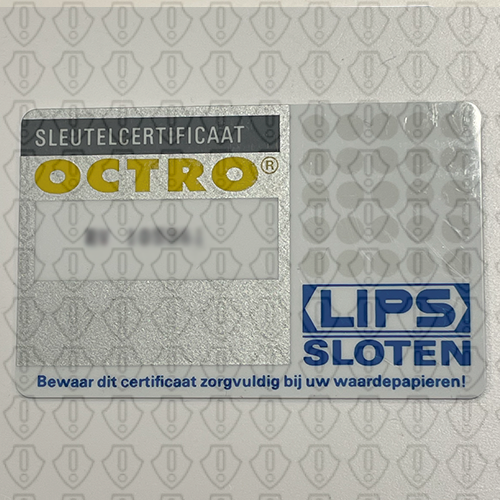 SLEUTELCERTIFICAAT
OCTRO®
LIPS
SLOTEN
Bewaar dit certificaat zorgvuldig bij uw waardepapieren!